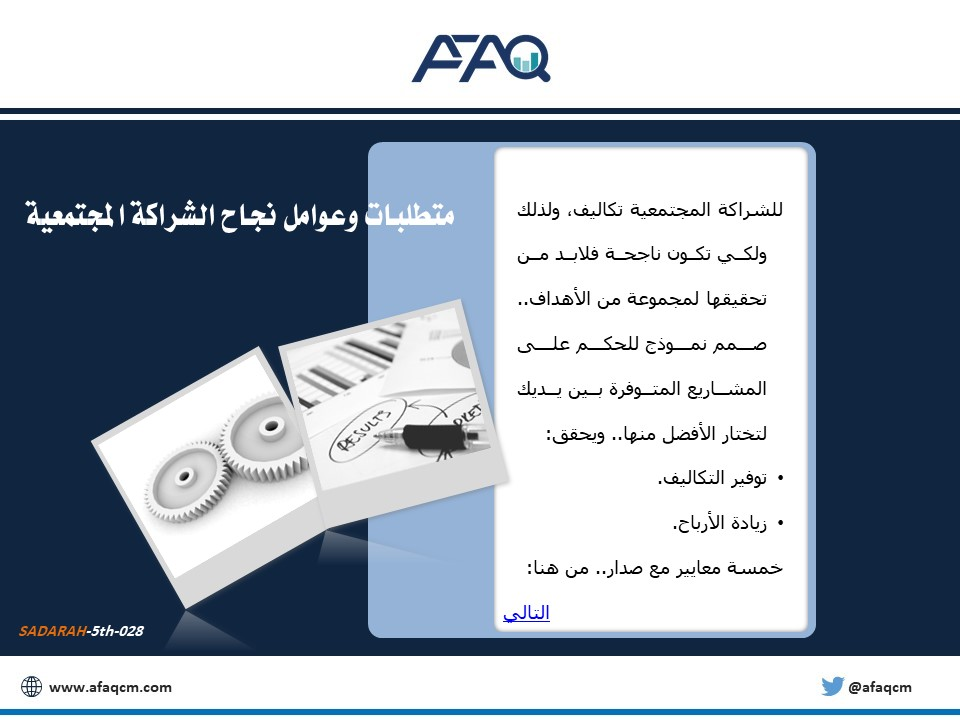 AFAQ
متطلبات وعوامل نجاح الشراكة المجتمعية
للشراكة المجتمعية تكاليف، ولذلك
ولكي تكون ناجحة فلابد من
تحقيقها لمجموعة من الأهداف..
صمم نموذج للحكم على
المشاريع المتوفرة بين يديك
لتختار الأفضل منها.. ويحقق:
• توفير التكاليف.
• زيادة الأرباح.
خمسة معايير مع صدار.. من هنا:
التالي
RESULTS
SADARAH-5th-028
www.afaqcm.com
@afaqcm